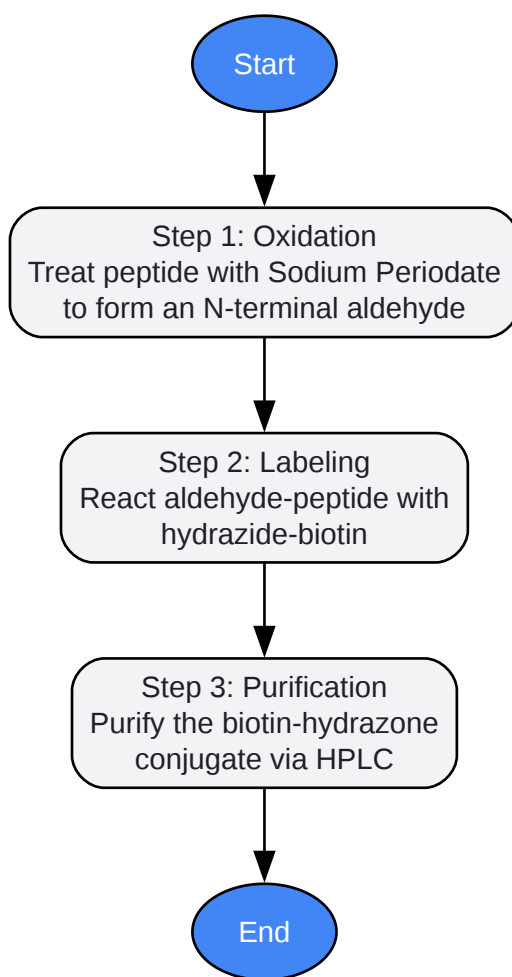 Start
Step 1: Oxidation
Treat peptide with Sodium Periodate
to form an N-terminal aldehyde
Step 2: Labeling
React aldehyde-peptide with
hydrazide-biotin
Step 3: Purification
Purify the biotin-hydrazone
conjugate via HPLC
End